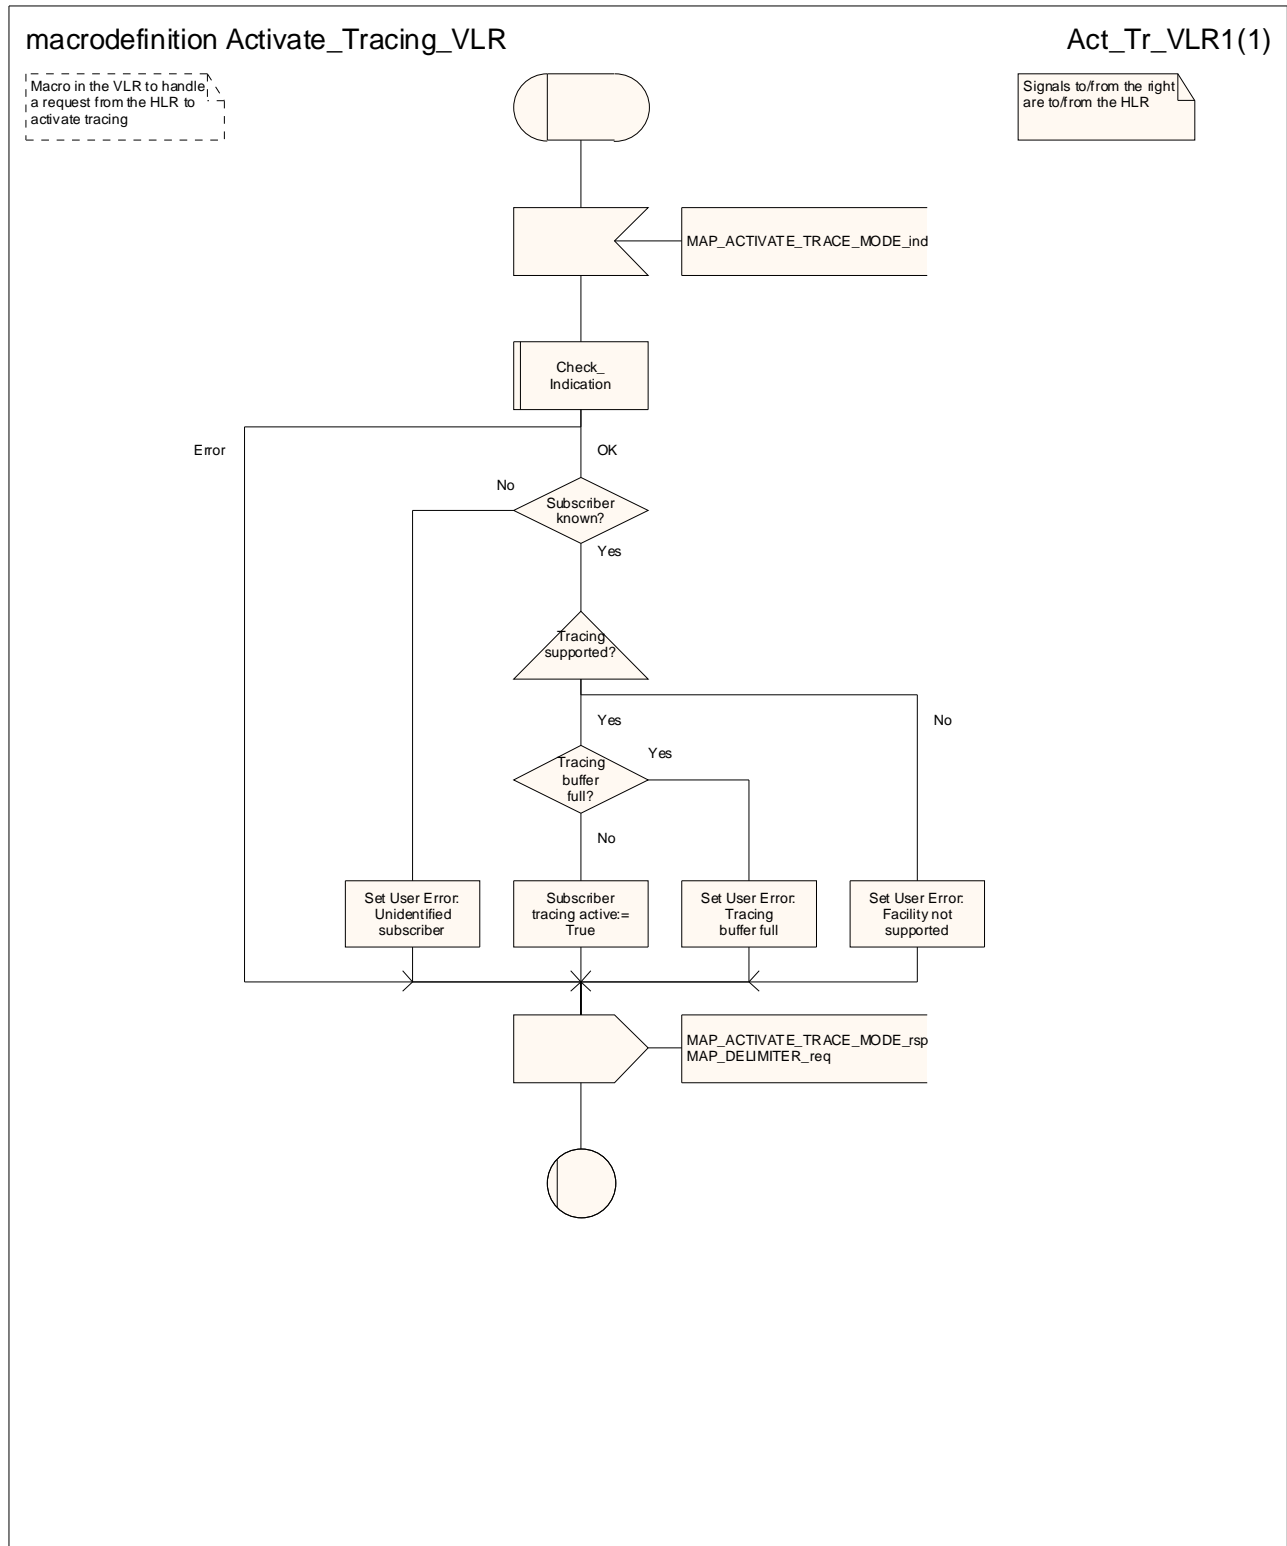 macrodefinition Activate_Tracing_VLR
Act_Tr_VLR1(1)
Macro in the VLR to handle
a request from the HLR to
activate tracing
Signals to/from the right
are to/from the HLR
MAP_ACTIVATE_TRACE_MODE_ind
Check_
Indication
Error
OK
No
Subscriber
known?
Yes
Tracing
supported?
Yes
No
Yes
Tracing
buffer
full?
No
Set User Error:
Unidentified
subscriber
Subscriber
tracing active:=
True
Set User Error:
Tracing
buffer full
Set User Error:
Facility not
supported
MAP_ACTIVATE_TRACE_MODE_rsp
MAP_DELIMITER_req